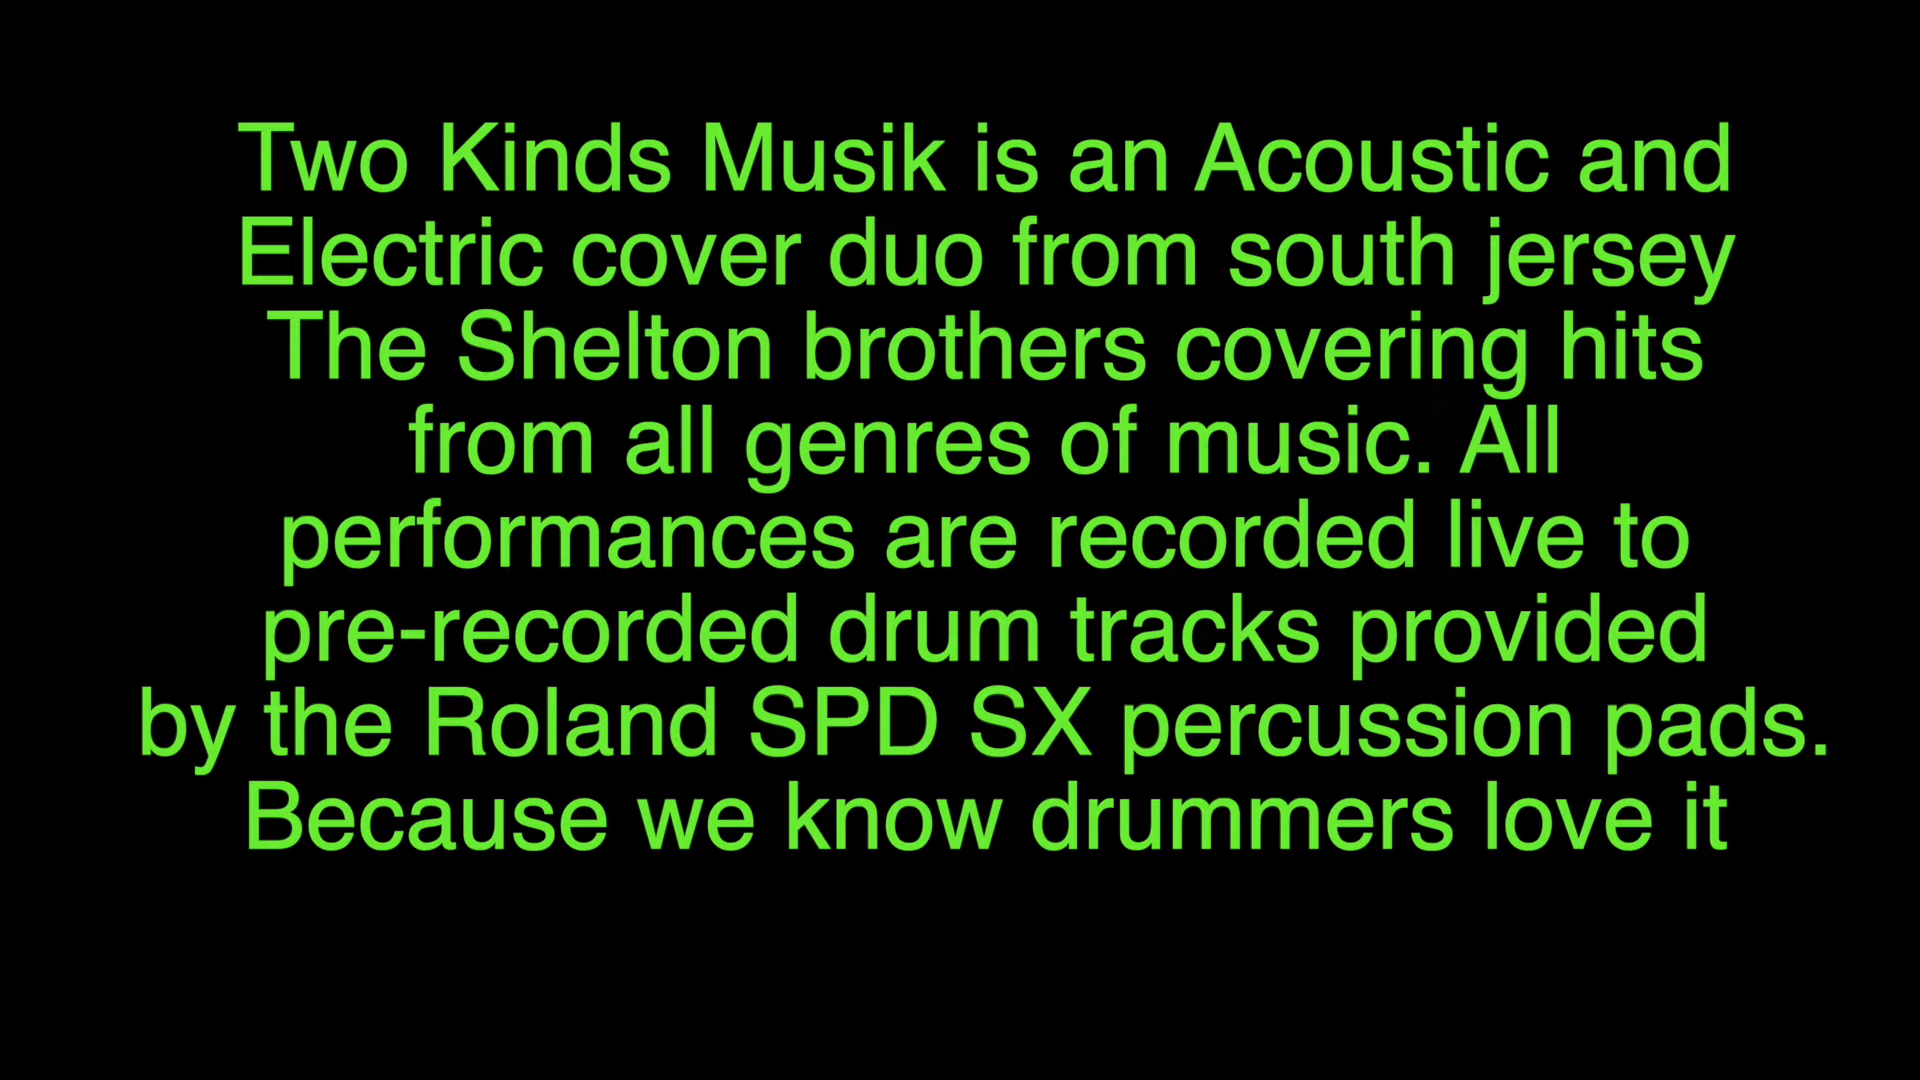 Two Kinds Musik is an Acoustic and
Electric cover duo from south jersey
The Shelton brothers covering hits
from all genres of music. All
performances are recorded live to
pre-recorded drum tracks provided
by the Roland SPD SX percussion pads.
Because we know drummers love it